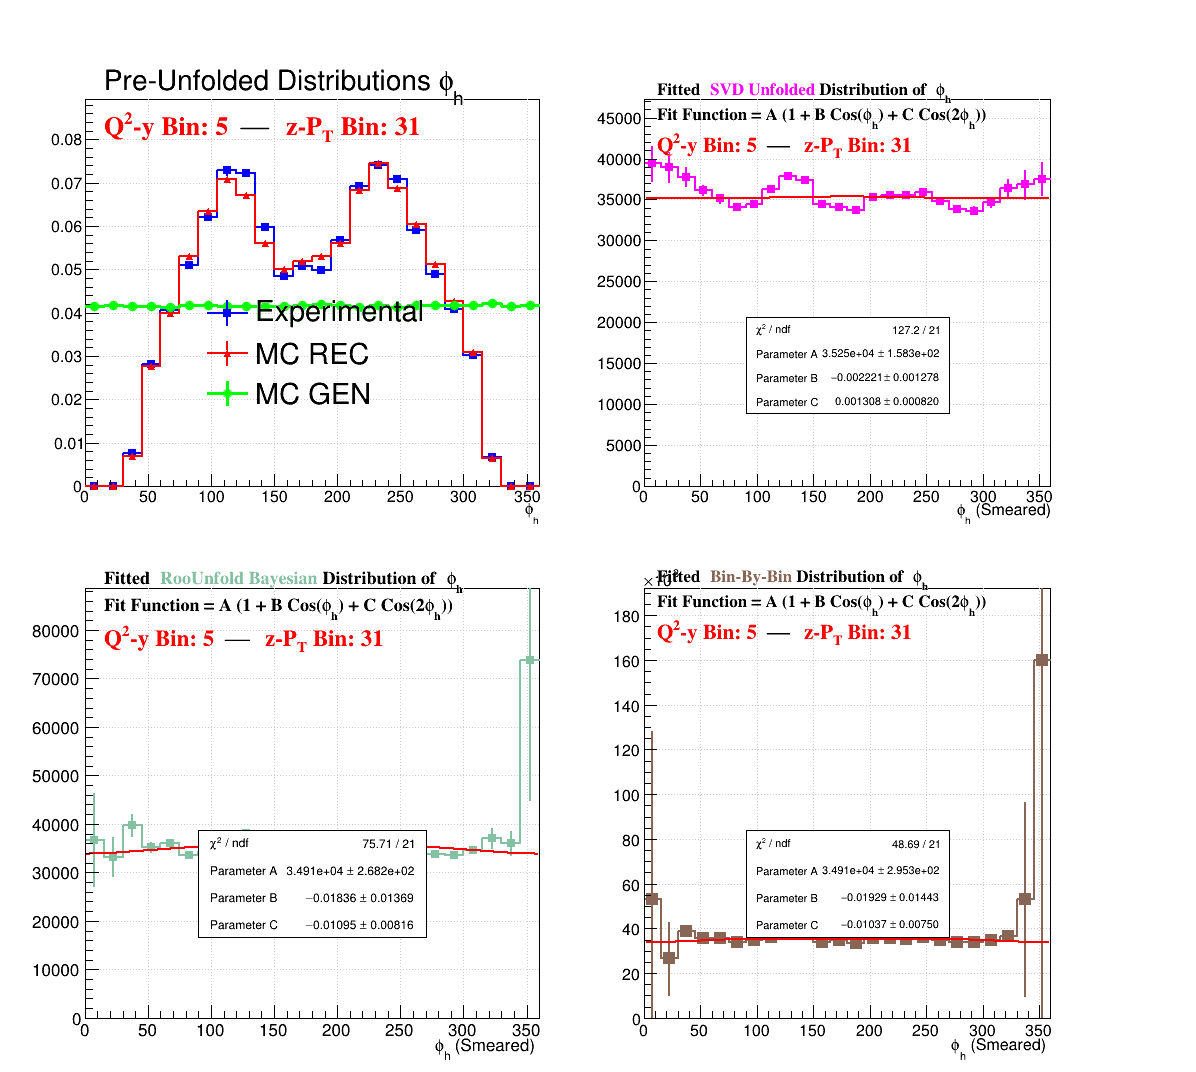 Pre-Unfolded Distributions ϕh
Q2-y Bin: 5 — z-PT Bin: 31
0.08
0.07
0.06
0.05
0.04
0.03
0.02
0.01
0
Experimental
MC REC
MC GEN
0 50 100 150 200 250 300 350
ϕh
Fitted SVD Unfolded Distribution of ϕh
Fit Function = A (1 + B Cos(ϕh) + C Cos(2ϕh))
Q2-y Bin: 5 — z-PT Bin: 31
45000
40000
35000
30000
25000
20000
15000
10000
5000
0
χ2 / ndf 127.2 / 21
Parameter A 3.525e+04 ± 1.583e+02
Parameter B −0.002221 ± 0.001278
Parameter C 0.001308 ± 0.000820
0 50 100 150 200 250 300 350
ϕh (Smeared)
Fitted RooUnfold Bayesian Distribution of ϕh
Fit Function = A (1 + B Cos(ϕh) + C Cos(2ϕh))
Q2-y Bin: 5 — z-PT Bin: 31
80000
70000
60000
50000
40000
30000
20000
10000
0
χ2 / ndf 75.71 / 21
Parameter A 3.491e+04 ± 2.682e+02
Parameter B −0.01836 ± 0.01369
Parameter C −0.01095 ± 0.00816
0 50 100 150 200 250 300 350
ϕh (Smeared)
Fitted Bin-By-Bin Distribution of ϕh
Fit Function = A (1 + B Cos(ϕh) + C Cos(2ϕh))
Q2-y Bin: 5 — z-PT Bin: 31
180
160
140
120
100
80
60
40
20
0
χ2 / ndf 48.69 / 21
Parameter A 3.491e+04 ± 2.953e+02
Parameter B −0.01929 ± 0.01443
Parameter C −0.01037 ± 0.00750
0 50 100 150 200 250 300 350
ϕh (Smeared)